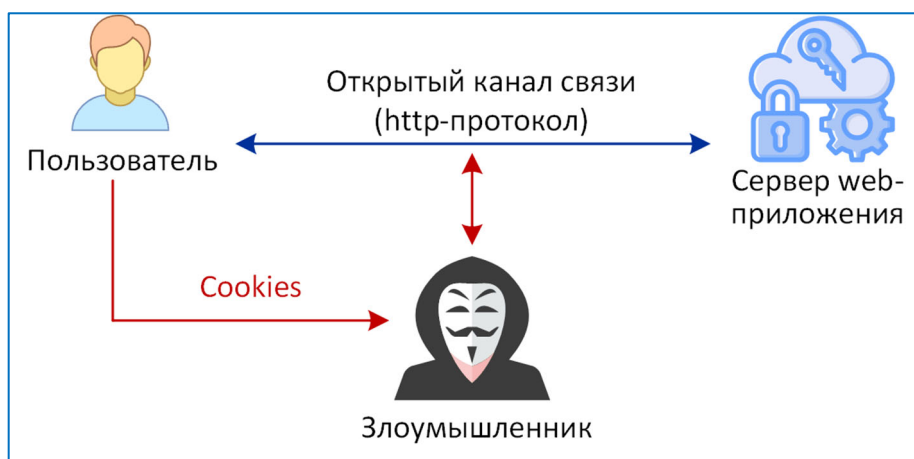 Открытый канал связи
(http-протокол)
Пользователь
Сервер web-
приложения
Cookies
Злоумышленник